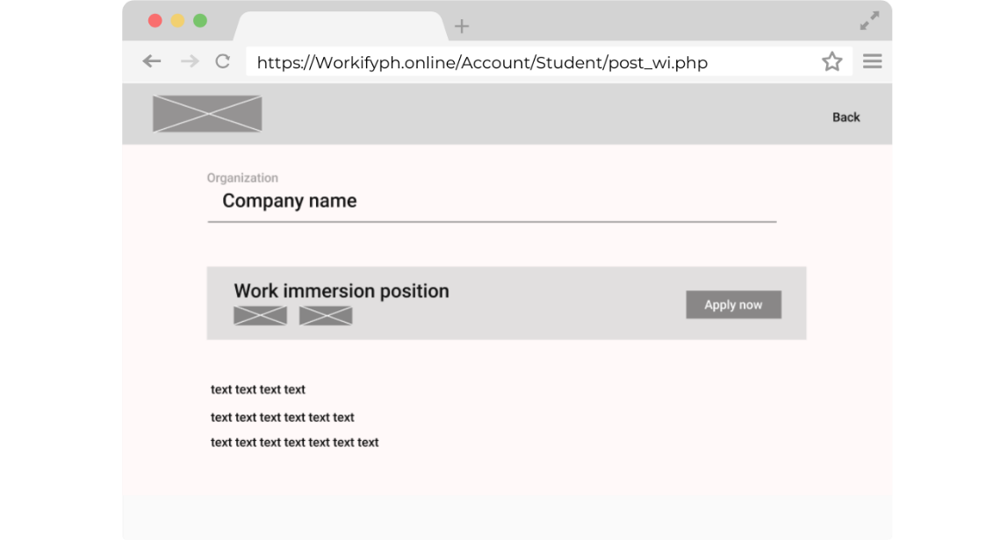 https://Workifyph.online/Account/Student/post_wi.php
Back
Organization
Company name
Work immersion position
Apply now
text text text text
text text text text text text
text text text text text text text